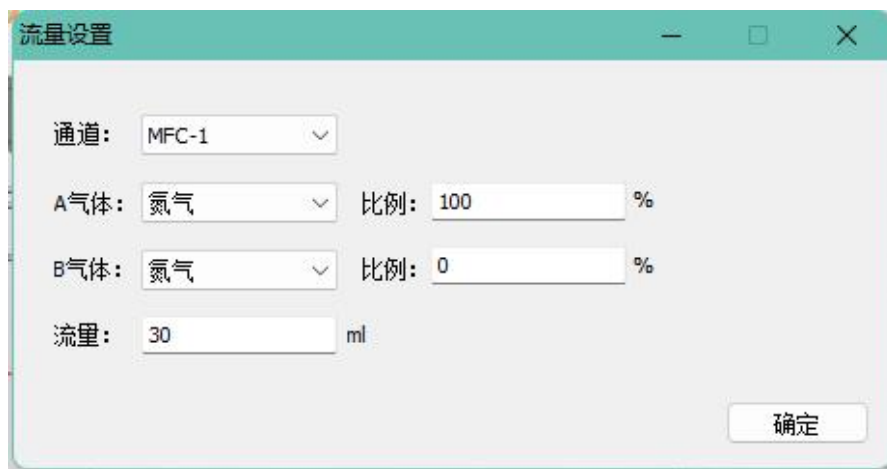 流量设置
通道： MFC-1
A气体： 氮气 比例： 100 %
B气体： 氮气 比例： 0 %
流里： 30 ml
确定